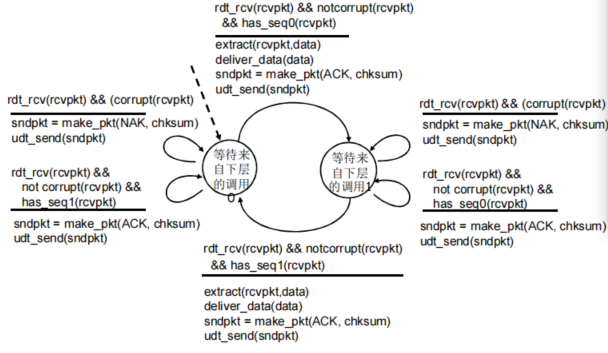 rdt_rcv(rcvpkt) && notcorrupt(rcvpkt)
&& has_seq0(rcvpkt)
extract(rcvpkt,data)
deliver_data(data)
sndpkt = make_pkt(ACK, chksum)
udt_send(sndpkt)
rdt_rcv(rcvpkt) && (corrupt(rcvpkt)
sndpkt = make_pkt(NAK, chksum)
udt_send(sndpkt)
rdt_rcv(rcvpkt) &&
not corrupt(rcvpkt) &&
has_seq1(rcvpkt)
sndpkt = make_pkt(ACK, chksum)
udt_send(sndpkt)
等待来
自下层
的调用
0
等待来
自下层
的调用1
rdt_rcv(rcvpkt) && (corrupt(rcvpkt)
sndpkt = make_pkt(NAK, chksum)
udt_send(sndpkt)
rdt_rcv(rcvpkt) &&
not corrupt(rcvpkt) &&
has_seq0(rcvpkt)
sndpkt = make_pkt(ACK, chksum)
udt_send(sndpkt)
rdt_rcv(rcvpkt) && notcorrupt(rcvpkt)
&& has_seq1(rcvpkt)
extract(rcvpkt,data)
deliver_data(data)
sndpkt = make_pkt(ACK, chksum)
udt_send(sndpkt)